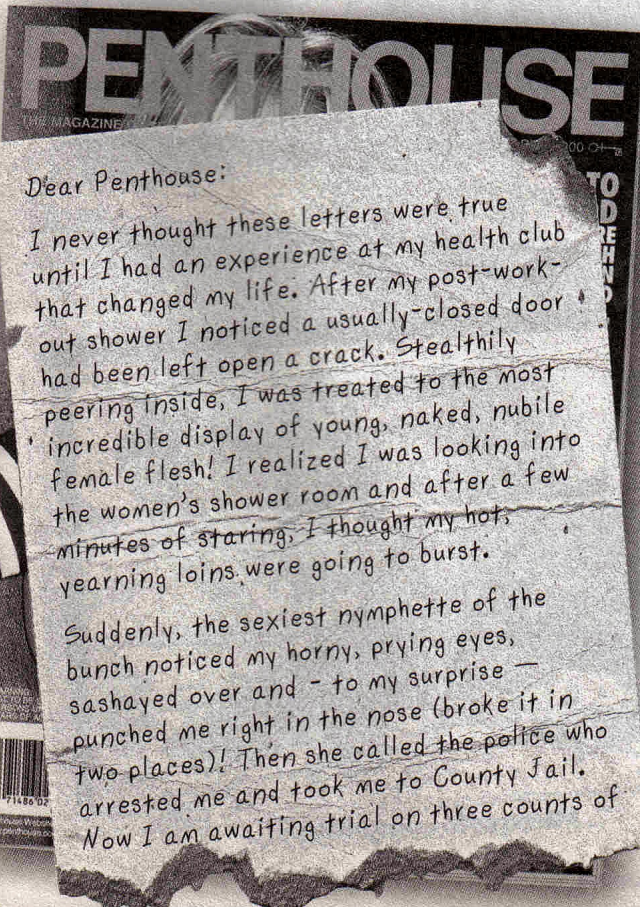 PENTHOUSE
THE MAGAZINE
Dear Penthouse:
I never thought these letters were true
until I had an experience at my health club
that changed my life. After my post-work-
out shower I noticed a usually-closed door
had been left open a crack. Stealthily
peering inside, I was treated to the most
incredible display of young, naked, nubile
female flesh! I realized I was looking into
the women's shower room and after a few
minutes of staring, I thought my hot,
yearning loins were going to burst.
Suddenly, the sexiest nymphette of the
bunch noticed my horny, prying eyes,
sashayed over and - to my surprise —
punched me right in the nose (broke it in
two places)! Then she called the police who
arrested me and took me to County Jail.
Now I am awaiting trial on three counts of
71486 02